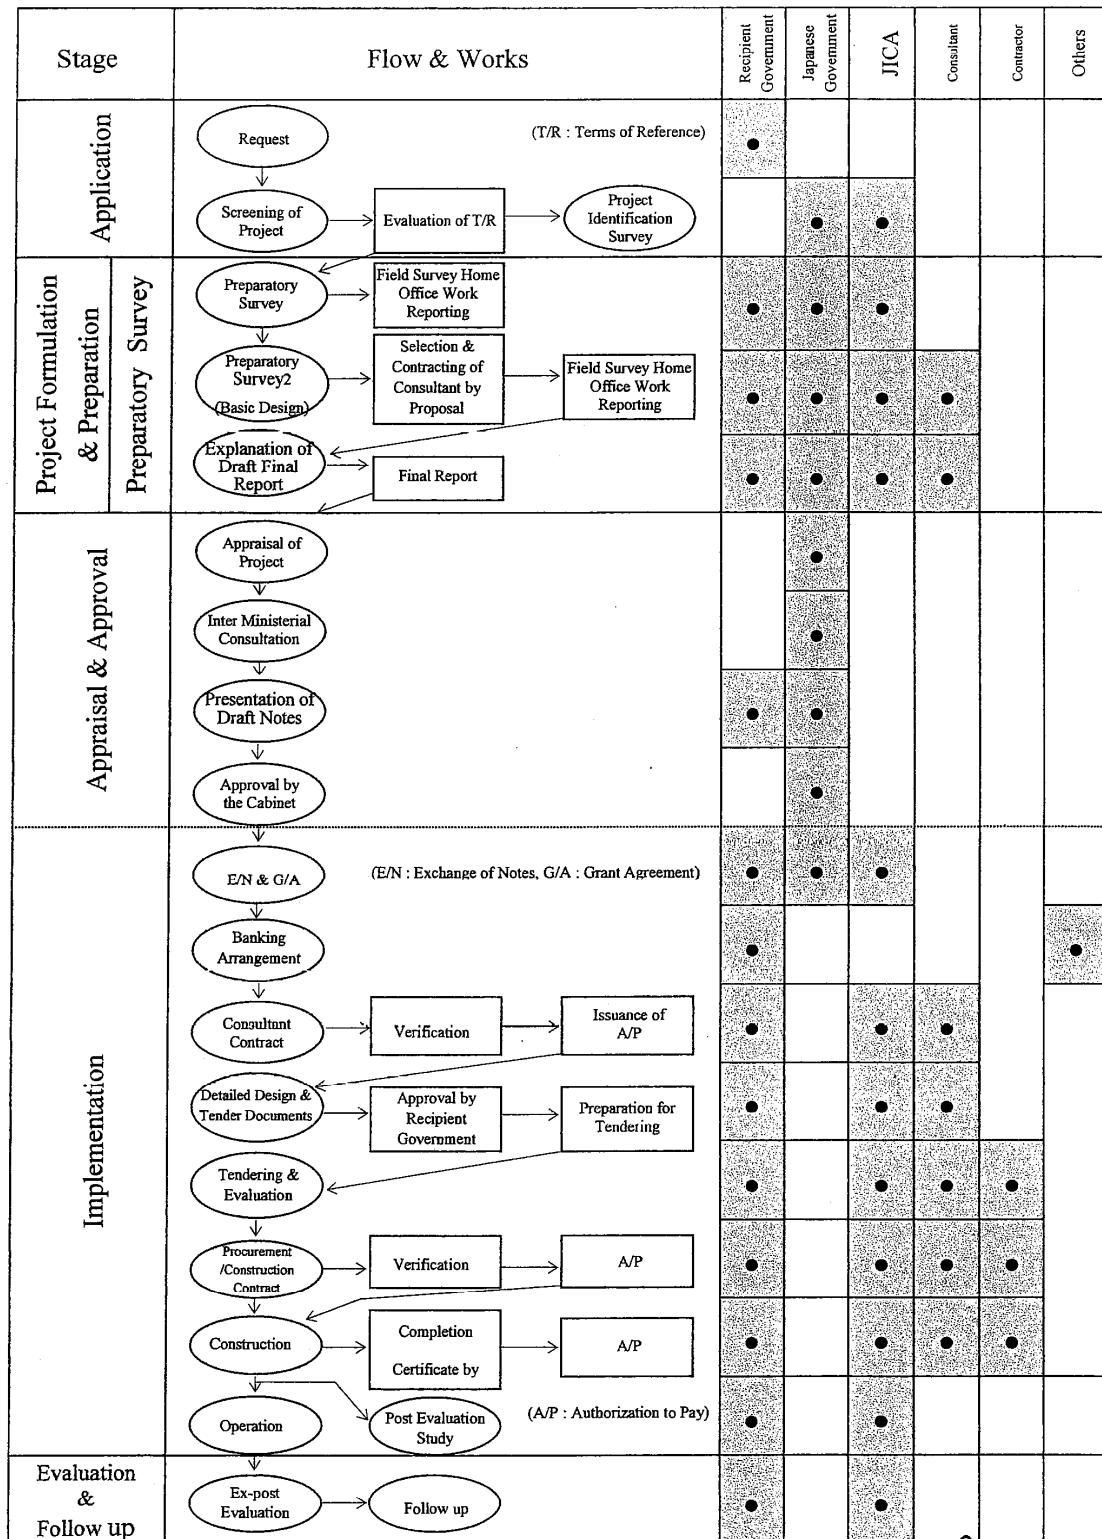 Stage
Flow & Works
Recipient
Government
Japanese
Government
JICA
Consultant
Contractor
Others
Application
Request
(T/R : Terms of Reference)
Screening of
Project
Evaluation of T/R
Project
Identification
Survey
Project Formulation
& Preparation
Preparatory Survey
Preparatory
Survey
Field Survey Home
Office Work
Reporting
Preparatory
Survey2
(Basic Design)
Selection &
Contracting of
Consultant by
Proposal
Field Survey Home
Office Work
Reporting
Explanation of
Draft Final
Report
Final Report
Appraisal & Approval
Appraisal of
Project
Inter Ministerial
Consultation
Presentation of
Draft Notes
Approval by
the Cabinet
Implementation
E/N & G/A
(E/N : Exchange of Notes, G/A : Grant Agreement)
Banking
Arrangement
Consultant
Contract
Verification
Issuance of
A/P
Detailed Design &
Tender Documents
Approval by
Recipient
Government
Preparation for
Tendering
Tendering &
Evaluation
Procurement
/Construction
Contract
Verification
A/P
Construction
Completion
Certificate by
A/P
Operation
Post Evaluation
Study
(A/P : Authorization to Pay)
Evaluation
&
Follow up
Ex-post
Evaluation
Follow up